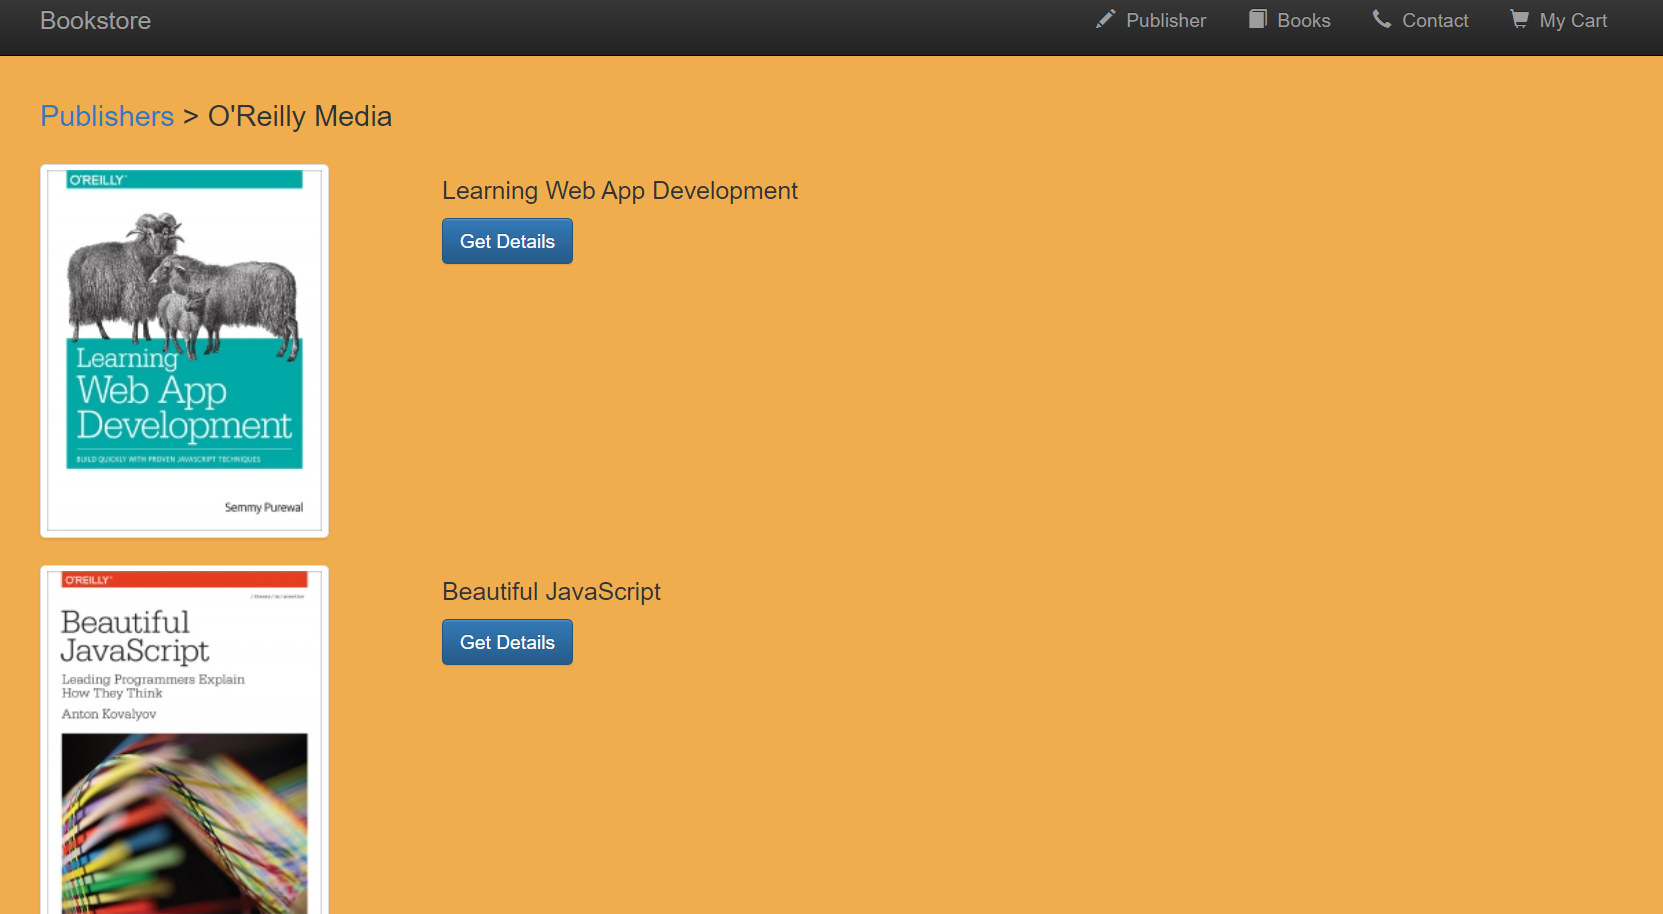 Bookstore
Publisher
Books
Contact
My Cart
Publishers > O'Reilly Media
O'REILLY
Learning
Web App
Development
BUILD QUICKLY WITH PROVEN JAVASCRIPT TECHNIQUES
Semmy Purewal
Learning Web App Development
Get Details
O'REILLY
Beautiful
JavaScript
Leading Programmers Explain
How They Think
Anton Kovalyov
Beautiful JavaScript
Get Details